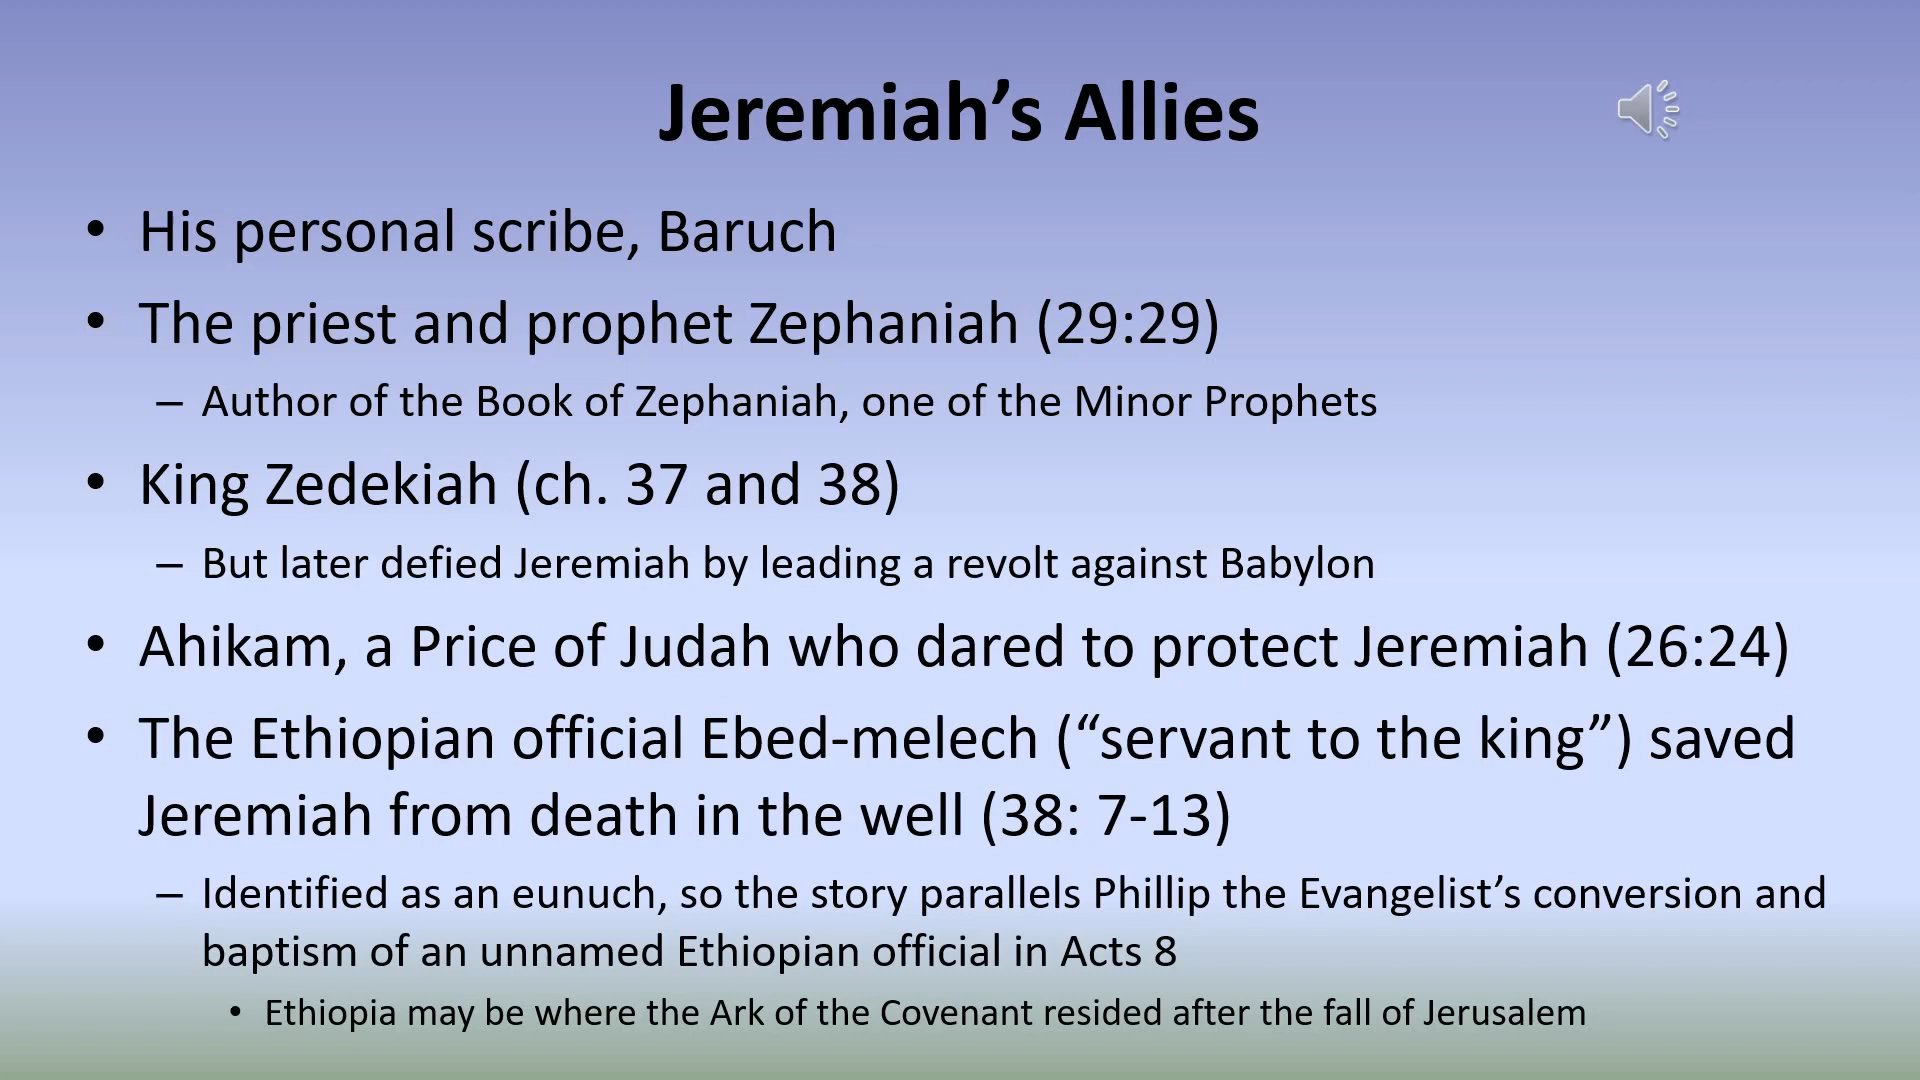 Jeremiah’s Allies
• His personal scribe, Baruch
• The priest and prophet Zephaniah (29:29)
– Author of the Book of Zephaniah, one of the Minor Prophets
• King Zedekiah (ch. 37 and 38)
– But later defied Jeremiah by leading a revolt against Babylon
• Ahikam, a Price of Judah who dared to protect Jeremiah (26:24)
• The Ethiopian official Ebed-melech (“servant to the king”) saved
Jeremiah from death in the well (38: 7-13)
– Identified as an eunuch, so the story parallels Phillip the Evangelist’s conversion and
baptism of an unnamed Ethiopian official in Acts 8
• Ethiopia may be where the Ark of the Covenant resided after the fall of Jerusalem